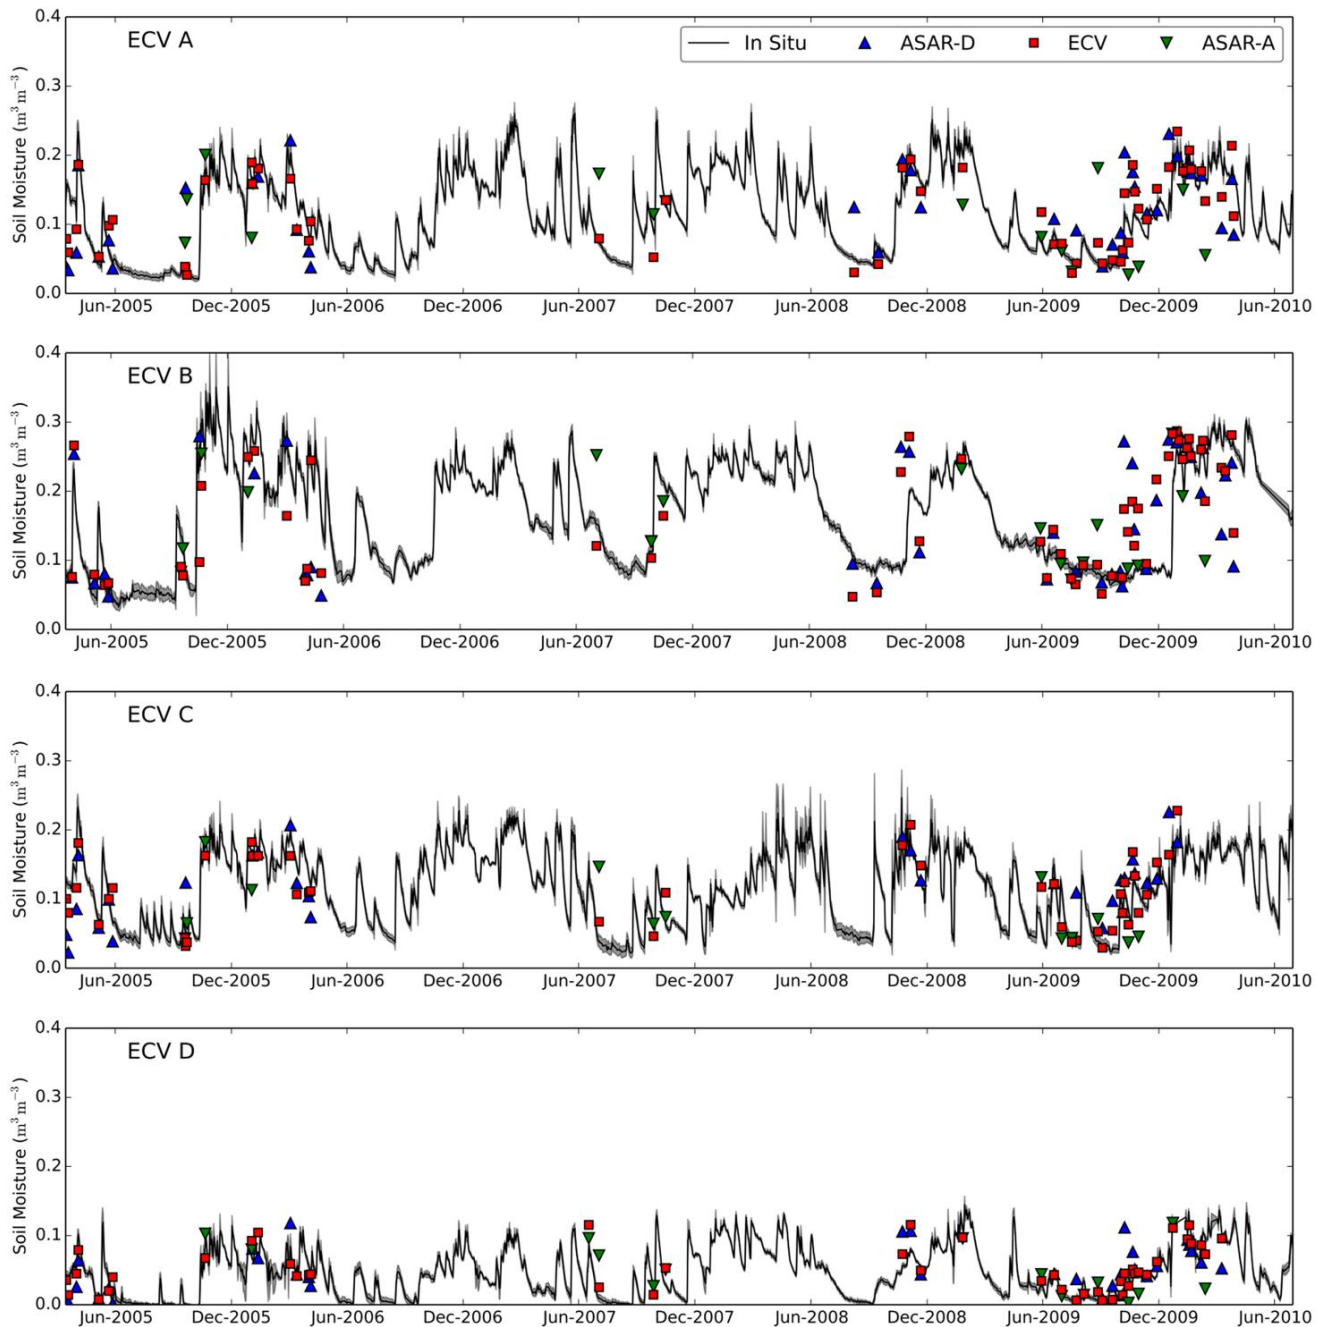 ECV A
In Situ ASAR-D ECV ASAR-A
Soil Moisture (m³ m⁻³)
0.4
0.3
0.2
0.1
0.0
Jun-2005 Dec-2005 Jun-2006 Dec-2006 Jun-2007 Dec-2007 Jun-2008 Dec-2008 Jun-2009 Dec-2009 Jun-2010
ECV B
Soil Moisture (m³ m⁻³)
0.4
0.3
0.2
0.1
0.0
Jun-2005 Dec-2005 Jun-2006 Dec-2006 Jun-2007 Dec-2007 Jun-2008 Dec-2008 Jun-2009 Dec-2009 Jun-2010
ECV C
Soil Moisture (m³ m⁻³)
0.4
0.3
0.2
0.1
0.0
Jun-2005 Dec-2005 Jun-2006 Dec-2006 Jun-2007 Dec-2007 Jun-2008 Dec-2008 Jun-2009 Dec-2009 Jun-2010
ECV D
Soil Moisture (m³ m⁻³)
0.4
0.3
0.2
0.1
0.0
Jun-2005 Dec-2005 Jun-2006 Dec-2006 Jun-2007 Dec-2007 Jun-2008 Dec-2008 Jun-2009 Dec-2009 Jun-2010